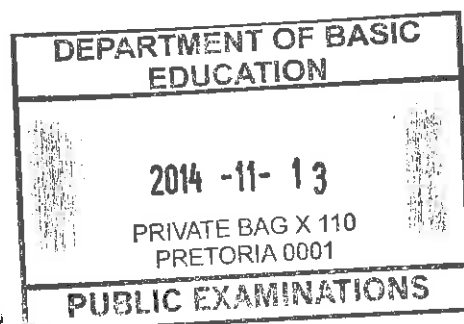 DEPARTMENT OF BASIC
EDUCATION
2014 -11- 13
PRIVATE BAG X 110
PRETORIA 0001
PUBLIC EXAMINATIONS